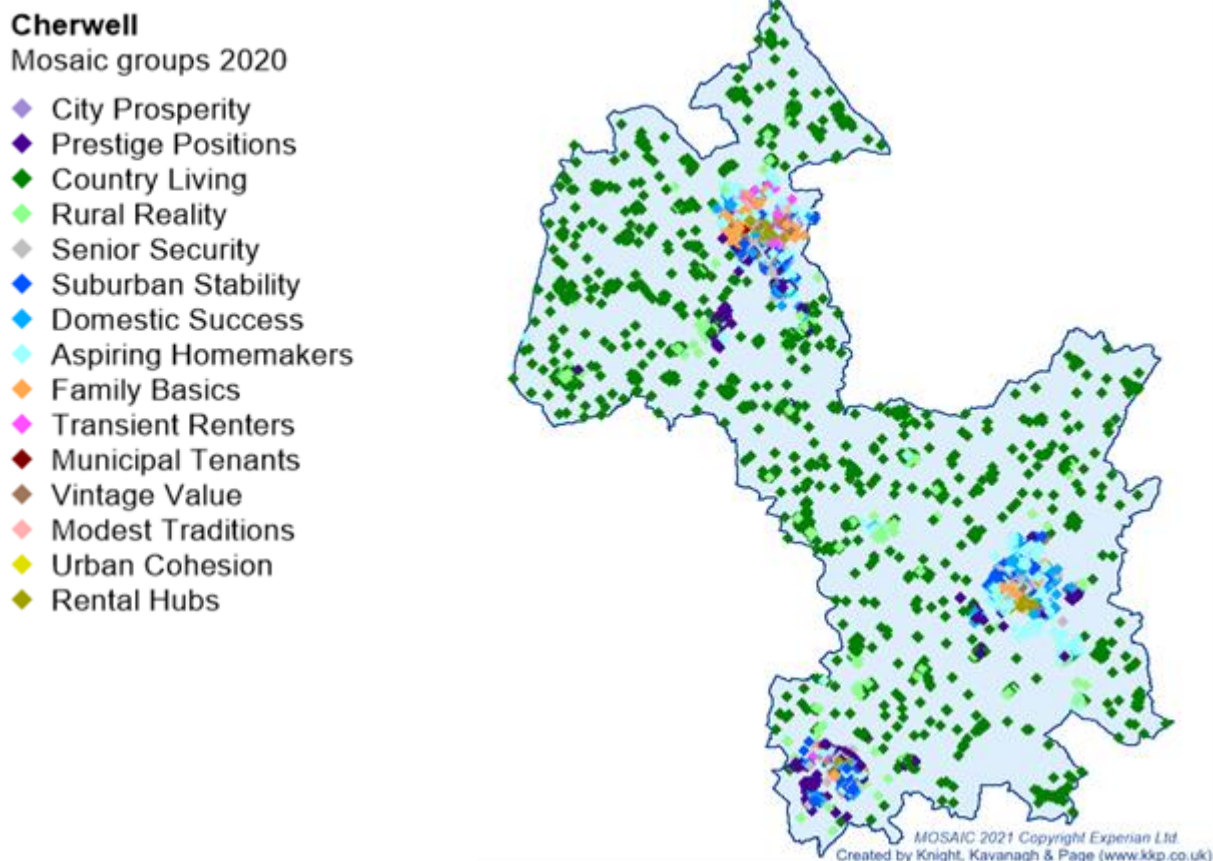 Cherwell
Mosaic groups 2020
City Prosperity
Prestige Positions
Country Living
Rural Reality
Senior Security
Suburban Stability
Domestic Success
Aspiring Homemakers
Family Basics
Transient Renters
Municipal Tenants
Vintage Value
Modest Traditions
Urban Cohesion
Rental Hubs
MOSAIC 2021 Copyright Experian Ltd.
Created by Knight, Kavanagh & Page (www.kkp.co.uk)